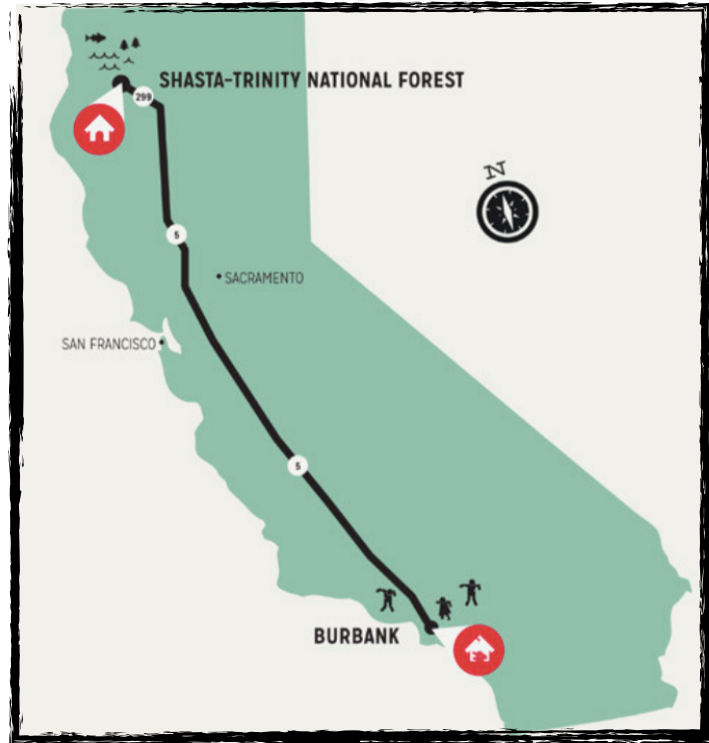 SHASTA-TRINITY NATIONAL FOREST
299
N
5
SACRAMENTO
SAN FRANCISCO
5
BURBANK